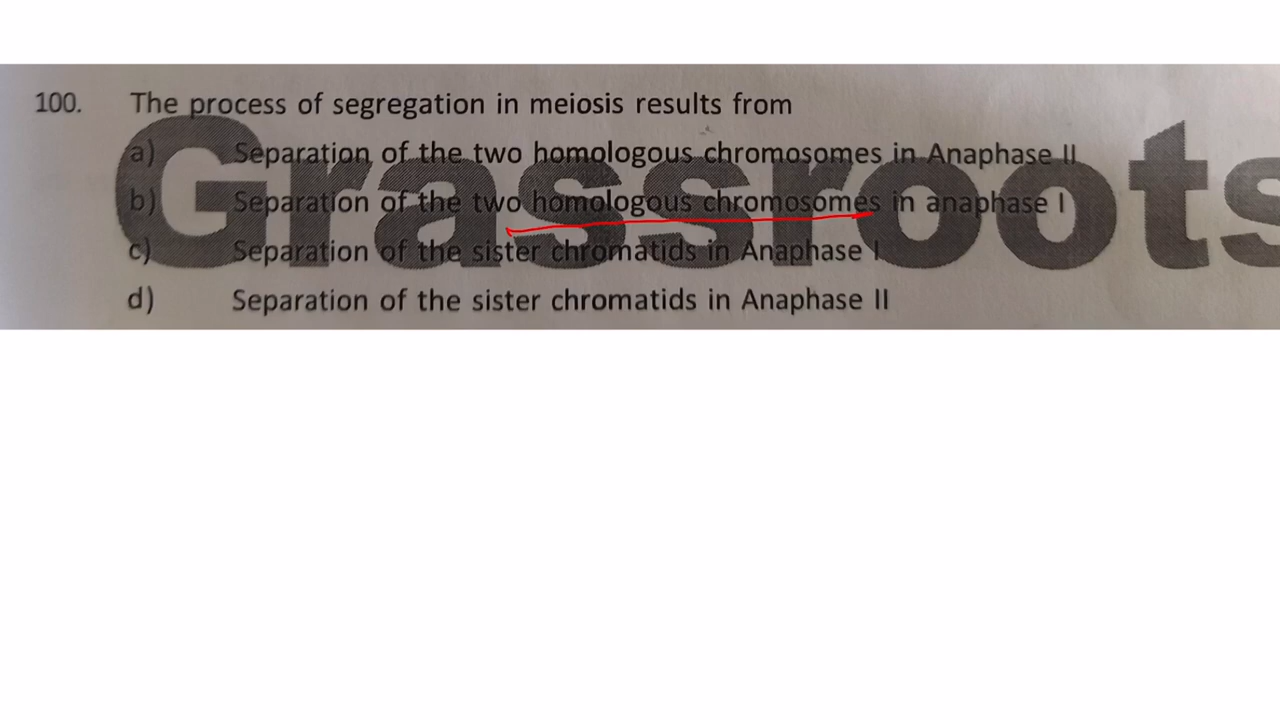 100. The process of segregation in meiosis results from
a) Separation of the two homologous chromosomes in Anaphase II
b) Separation of the two homologous chromosomes in anaphase I
c) Separation of the sister chromatids in Anaphase I
d) Separation of the sister chromatids in Anaphase II
Grassroots